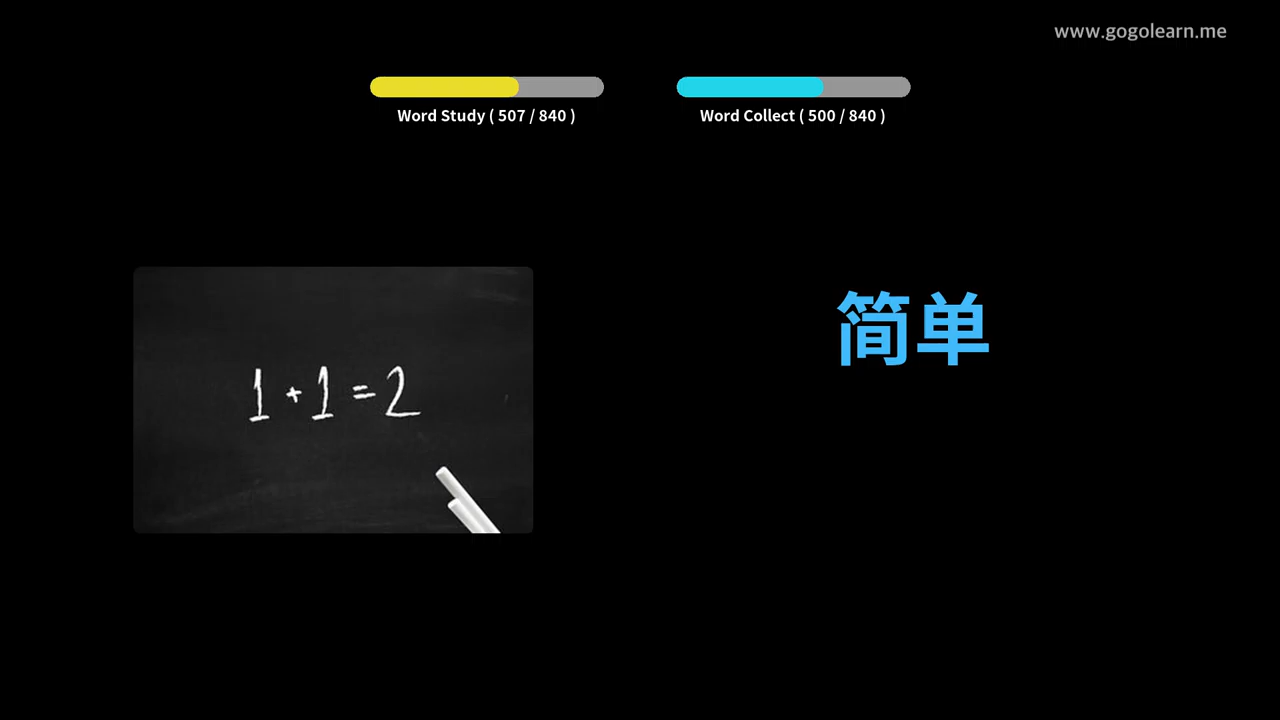 www.gogolearn.me
Word Study ( 507 / 840 )
Word Collect ( 500 / 840 )
1 + 1 = 2
简单